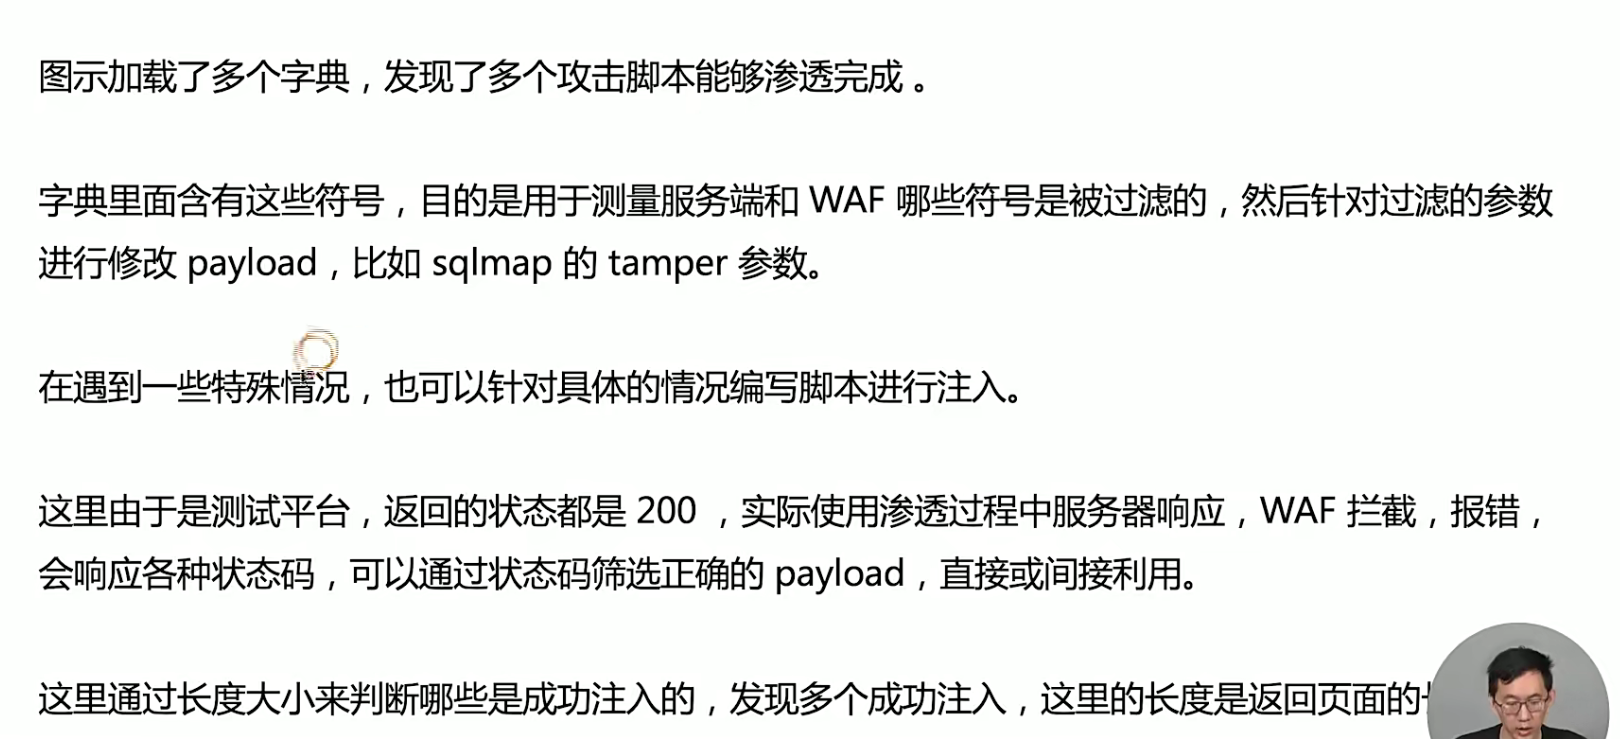 图示加载了多个字典，发现了多个攻击脚本能够渗透完成 。
字典里面含有这些符号，目的是用于测量服务端和 WAF 哪些符号是被过滤的，然后针对过滤的参数
进行修改 payload，比如 sqlmap 的 tamper 参数。
在遇到一些特殊情况，也可以针对具体的情况编写脚本进行注入。
这里由于是测试平台，返回的状态都是 200 ，实际使用渗透过程中服务器响应，WAF 拦截，报错，
会响应各种状态码，可以通过状态码筛选正确的 payload，直接或间接利用。
这里通过长度大小来判断哪些是成功注入的，发现多个成功注入，这里的长度是返回页面的